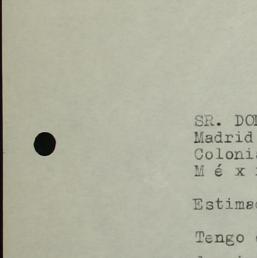 SR. DO
Madrid
Coloni
M é x
Estima
Tengo